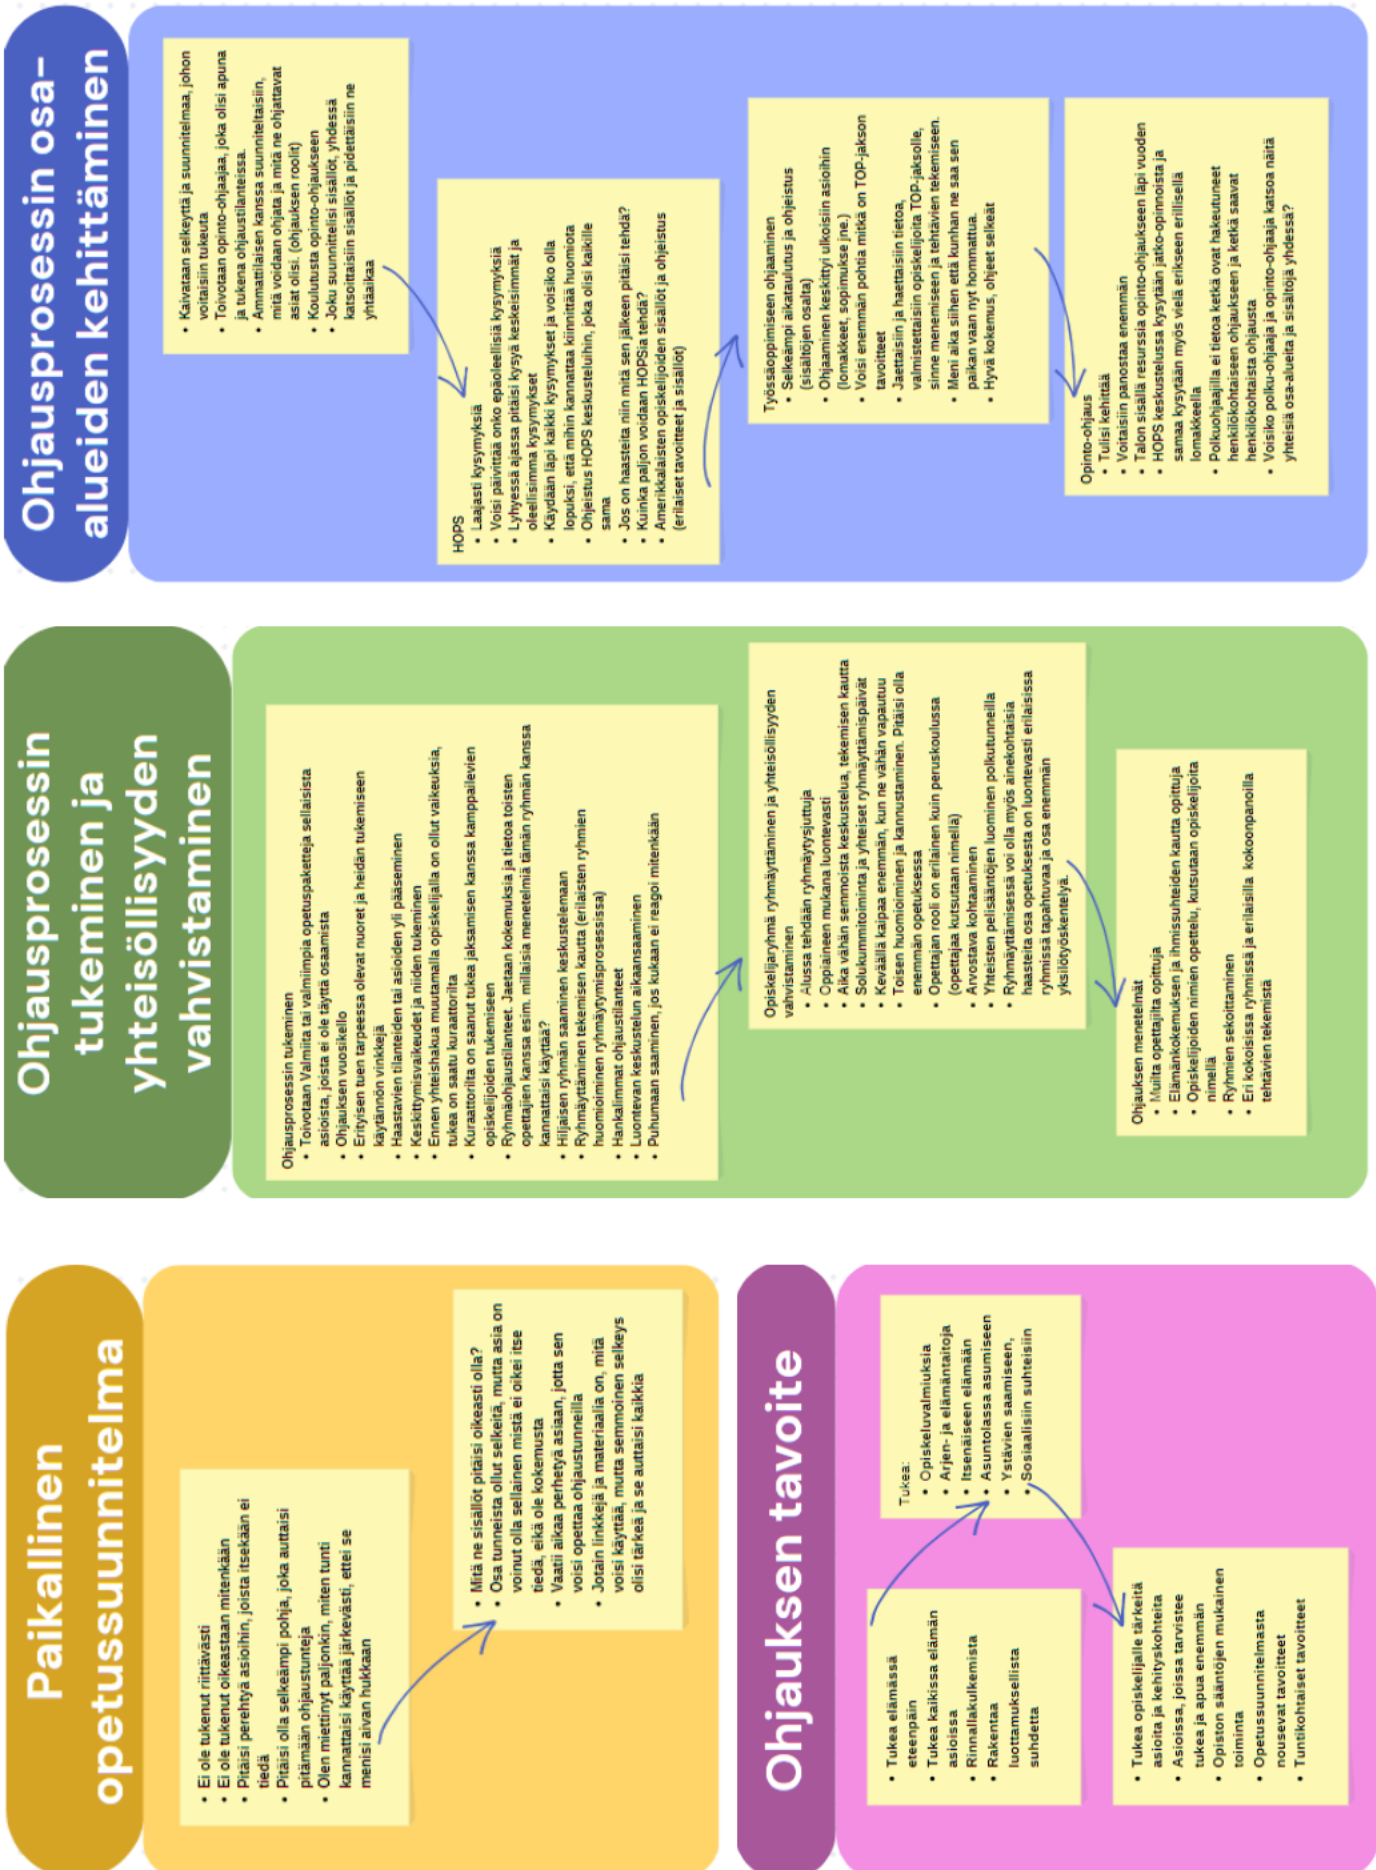 Paikallinen
opetussuunnitelma
• Ei ole tukenut riittävästi
• Ei ole tukenut oikeastaan mitenkään
• Pitäisi perehtyä asioihin, joista itsekään ei
tiedä
• Pitäisi olla selkeämpi pohja, joka auttaisi
pitämään ohjaustunteja
• Olen miettinyt paljonkin, miten tunti
kannattaisi käyttää järkevästi, ettei se
menisi aivan hukkaan
• Mitä ne sisällöt pitäisi oikeasti olla?
• Osa tunneista ollut selkeitä, mutta asia on
voinut olla sellainen mistä ei oikei itse
tiedä, eikä ole kokemusta
• Vaatii aikaa perhetyä asiaan, jotta sen
voisi opettaa ohjaustunneilla
• Jotain linkkejä ja materiaalia on, mitä
voisi käyttää, mutta semmoinen selkeys
olisi tärkeä ja se auttaisi kaikkia
Ohjauksen tavoite
• Tukea elämässä
eteenpäin
• Tukea kaikissa elämän
asioissa
• Rinnallakulkemista
• Rakentaa
luottamuksellista
suhdetta
Tukea:
• Opiskeluvalmiuksia
• Arjen- ja elämäntaitoja
• Itsenäiseen elämään
• Asuntolassa asumiseen
• Ystävien saamiseen,
• Sosiaalisiin suhteisiin
• Tukea opiskelijalle tärkeitä
asioita ja kehityskohteita
• Asioissa, joissa tarvistee
tukea ja apua enemmän
• Opiston sääntöjen mukainen
toiminta
• Opetussuunnitelmasta
nousevat tavoitteet
• Tuntikohtaiset tavoitteet
Ohjausprosessin
tukeminen ja
yhteisöllisyyden
vahvistaminen
Ohjausprosessin tukeminen
• Toivotaan Valmiita tai valmiimpia opetuspaketteja sellaisista
asioista, joista ei ole täyttä osaamista
• Ohjauksen vuosikello
• Erityisen tuen tarpeessa olevat nuoret ja heidän tukemiseen
käytännön vinkkejä
• Haastavien tilanteiden tai asioiden yli pääseminen
• Keskittymisvaikeudet ja niiden tukeminen
• Ennen yhteishakua muutamalla opiskelijalla on ollut vaikeuksia,
tukea on saatu kuraattorilta
• Kuraattorilta on saanut tukea jaksamisen kanssa kamppailevien
opiskelijoiden tukemiseen
• Ryhmäohjaustilanteet. Jaetaan kokemuksia ja tietoa toisten
opettajien kanssa esim. millaisia menetelmiä tämän ryhmän kanssa
kannattaisi käyttää?
• Hiljaisen ryhmän saaminen keskustelemaan
• Ryhmäyttäminen tekemisen kautta (erilaisten ryhmien
huomioiminen ryhmäytymisprosessissa)
• Hankalimmat ohjaustilanteet
• Luontevan keskustelun aikaansaaminen
• Puhumaan saaminen, jos kukaan ei reagoi mitenkään
Opiskelijaryhmä ryhmäyttäminen ja yhteisöllisyyden
vahvistaminen
• Alussa tehdään ryhmäytysjuttuja
• Oppiaineen mukana luontevasti
• Aika vähän semmoista keskustelua, tekemisen kautta
• Solukummitoiminta ja yhteiset ryhmäyttämispäivät
• Keväällä kaipaa enemmän, kun ne vähän vapautuu
• Toisen huomioiminen ja kannustaminen. Pitäisi olla
enemmän opetuksessa
• Opettajan rooli on erilainen kuin peruskoulussa
(opettajaa kutsutaan nimellä)
• Arvostava kohtaaminen
• Yhteisten pelisääntöjen luominen polkutunneilla
• Ryhmäyttämisessä voi olla myös ainekohtaisia
haasteita osa opetuksesta on luontevasti erilaisissa
ryhmissä tapahtuvaa ja osa enemmän
yksilötyöskentelyä.
Ohjauksen menetelmät
• Muilta opettajilta opittuja
• Elämänkokemuksen ja ihmissuhteiden kautta opittuja
• Opiskelijoiden nimien opettelu, kutsutaan opiskelijoita
nimellä
• Ryhmien sekoittaminen
• Eri kokoisissa ryhmissä ja erilaisilla kokoonpanoilla
tehtävien tekemistä
Ohjausprosessin osa–
alueiden kehittäminen
• Kaivataan selkeyttä ja suunnitelmaa, johon
voitaisiin tukeuta
• Toivotaan opinto-ohjaajaa, joka olisi apuna
ja tukena ohjaustilanteissa.
• Ammattilaisen kanssa suunniteltaisiin,
mitä voidaan ohjata ja mitä ne ohjattavat
asiat olisi. (ohjauksen roolit)
• Koulutusta opinto-ohjaukseen
• Joku suunnittelisi sisällöt, yhdessä
katsoittaisiin sisällöt ja pidettäisiin ne
yhtäaikaa
HOPS
• Laajasti kysymyksiä
• Voisi päivittää onko epäoleellisiä kysymyksiä
• Lyhyessä ajassa pitäisi kysyä keskeisimmät ja
oleellisimma kysymykset
• Käydään läpi kaikki kysymykset ja voisiko olla
lopuksi, että mihin kannattaa kiinnittää huomiota
• Ohjeistus HOPS keskusteluihin, joka olisi kaikille
sama
• Jos on haasteita niin mitä sen jälkeen pitäisi tehdä?
• Kuinka paljon voidaan HOPSia tehdä?
• Amerikkalaisten opiskelijoiden sisällöt ja ohjeistus
(erilaiset tavoitteet ja sisällöt)
Työssäoppimiseen ohjaaminen
• Selkeämpi aikataulutus ja ohjeistus
(sisältöjen osalta)
• Ohjaaminen keskittyi ulkoisiin asioihin
(lomakkeet, sopimukse jne.)
• Voisi enemmän pohtia mitkä on TOP-jakson
tavoitteet
• Jaettaisiin ja haettaisiin tietoa,
valmistettaisiin opiskelijoita TOP-jaksolle,
sinne menemiseen ja tehtävien tekemiseen.
• Meni aika siihen että kunhan ne saa sen
paikan vaan nyt hommattua.
• Hyvä kokemus, ohjeet selkeät
Opinto-ohjaus
• Tulisi kehittää
• Voitaisiin panostaa enemmän
• Talon sisällä resurssia opinto-ohjaukseen läpi vuoden
• HOPS keskustelussa kysytään jatko-opinnoista ja
samaa kysytään myös vielä erikseen erillisellä
lomakkeella
• Polkuohjaajilla ei tietoa ketkä ovat hakeutuneet
henkilökohtaiseen ohjaukseen ja ketkä saavat
henkilökohtaista ohjausta
• Voisiko polku-ohjaaja ja opinto-ohjaaja katsoa näitä
yhteisiä osa-alueita ja sisältöjä yhdessä?